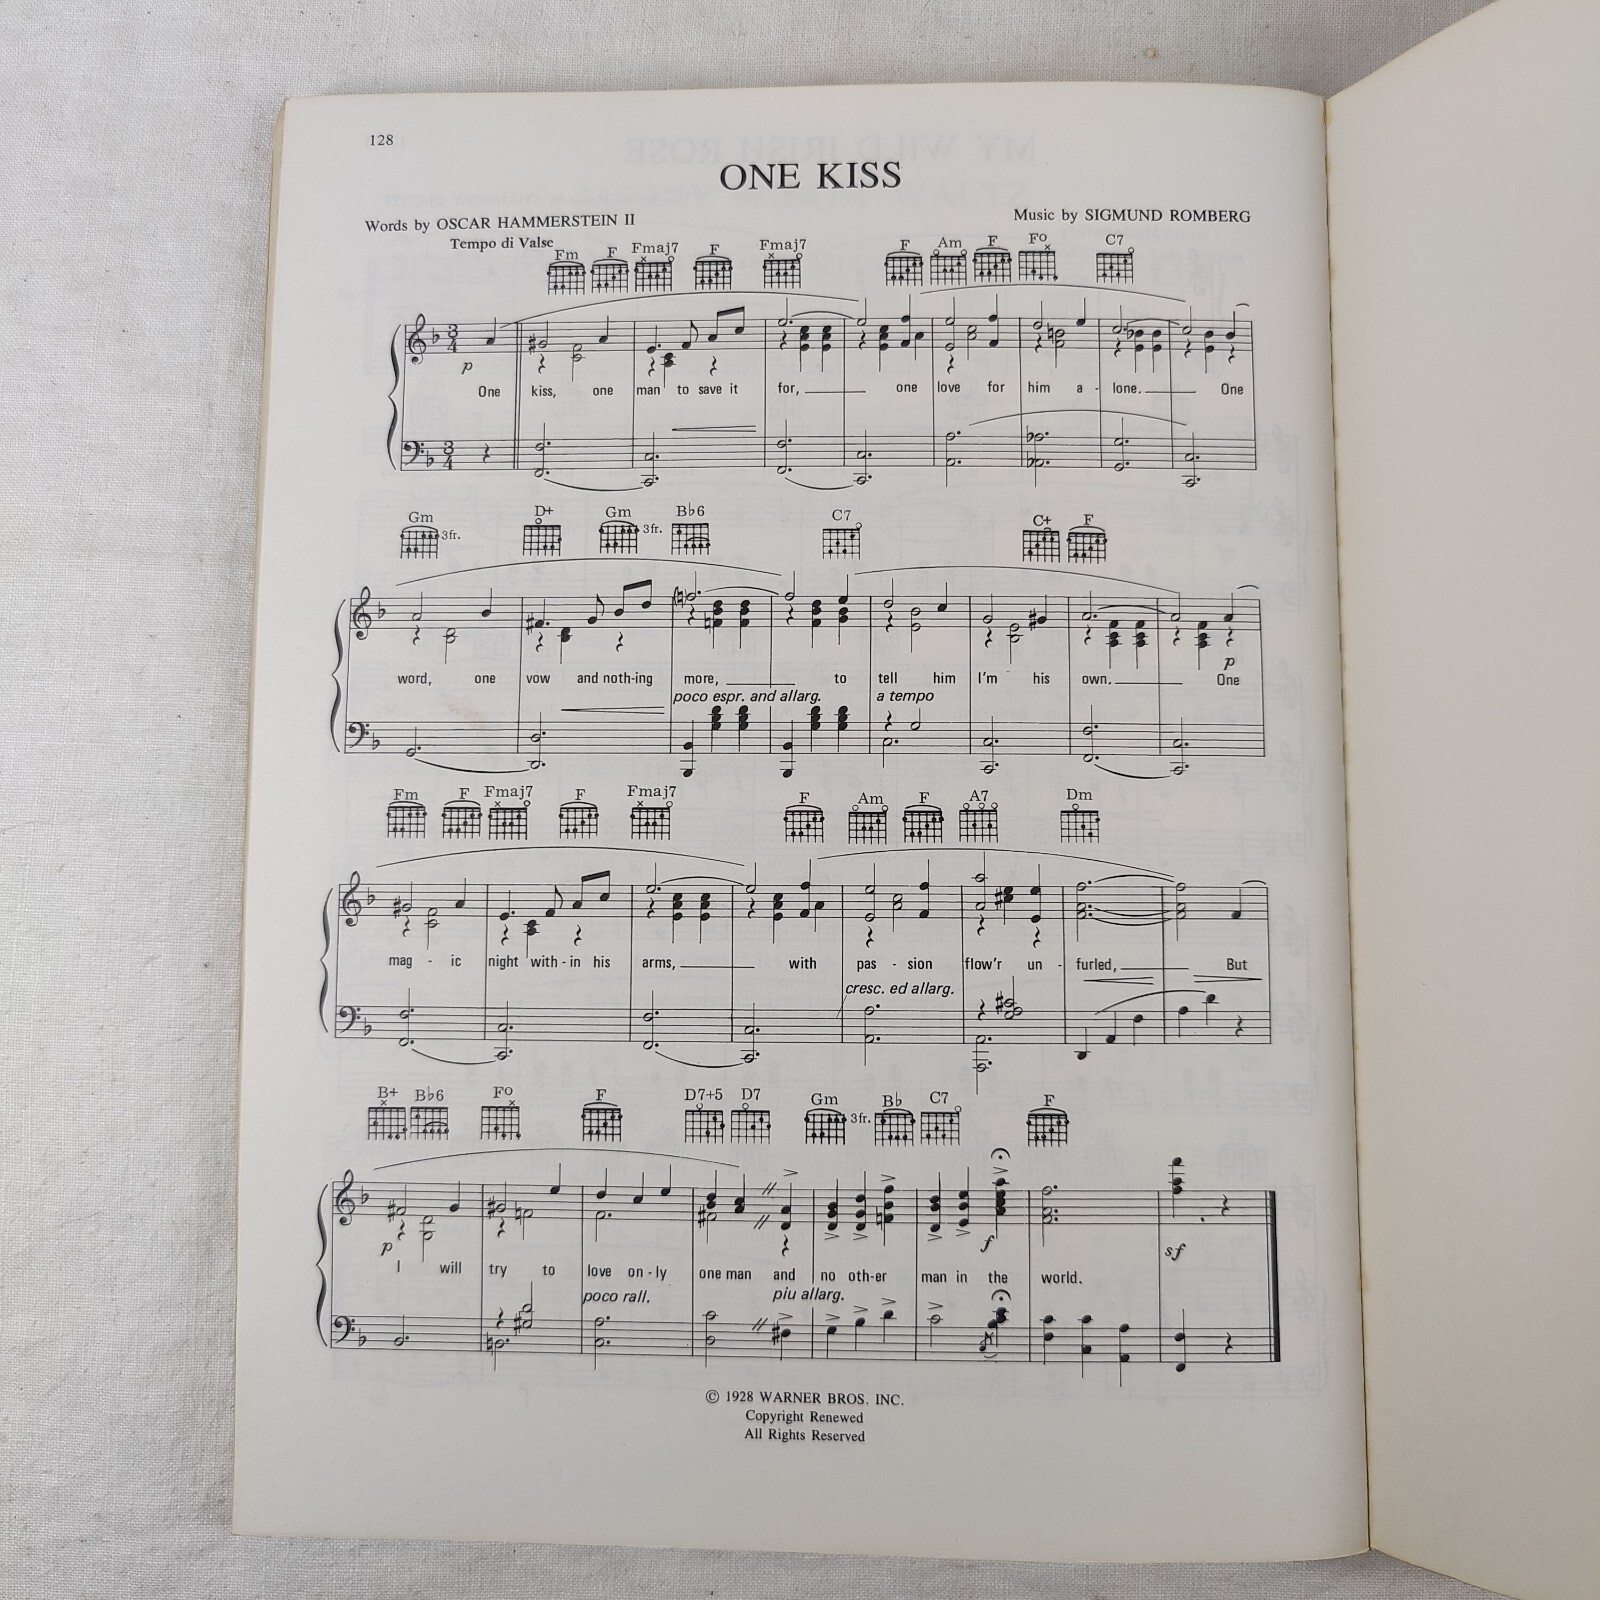 128
ONE KISS
Words by OSCAR HAMMERSTEIN II
Music by SIGMUND ROMBERG
Tempo di Valse
Fm F Fmaj7 F Fmaj7 F Am F Fo C7
p
One kiss, one man to save it for, one love for him a - lone. One
Gm 3fr. D+ Gm 3fr. B♭6 C7 C+ F
p
word, one vow and noth-ing more, to tell him I'm his own. One
poco espr. and allarg. a tempo
Fm F Fmaj7 F Fmaj7 F Am F A7 Dm
mag - ic night with - in his arms, with pas - sion flow'r un - furled, But
cresc. ed allarg.
B+ B♭6 Fo F D7+5 D7 Gm 3fr. B♭ C7 F
p f sf
I will try to love on - ly one man and no oth-er man in the world.
poco rall. piu allarg.
© 1928 WARNER BROS. INC.
Copyright Renewed
All Rights Reserved